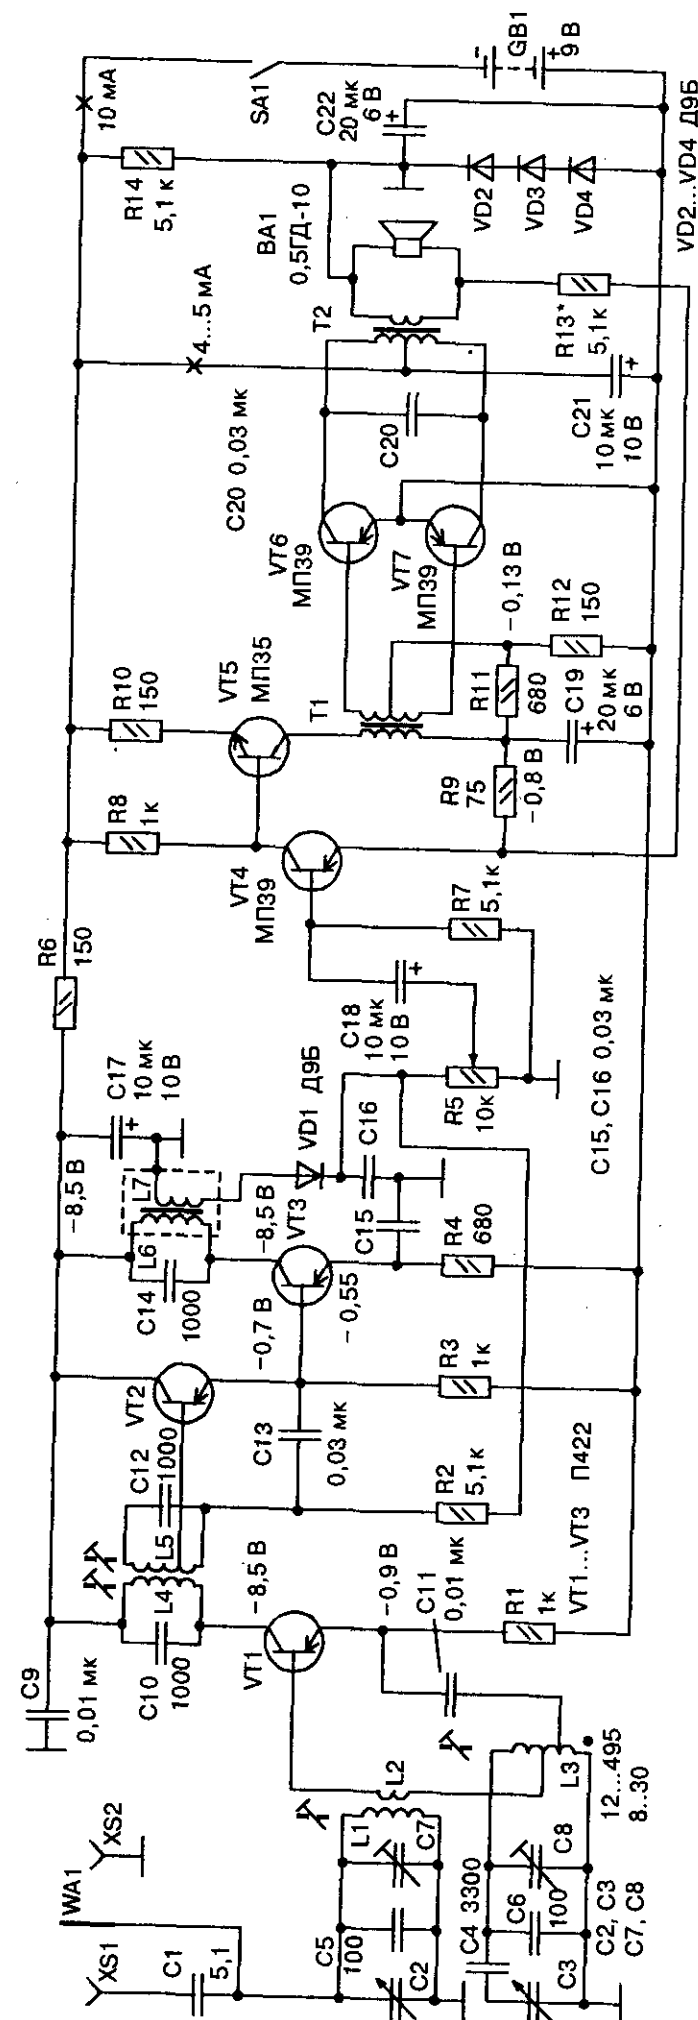 XS1
WA1
XS2
C1
5,1
C9
0,01 мк
C10
1000
L4
L5
C12
1000
VT2
C13
0,03 мк
-8,5 В
VT1
-0,9 В
C11
0,01 мк
R1
1к
R2
5,1к
R3
1к
VT1...VT3 П422
C5
100
L1
C7
L2
C2
C4 3300
C6
100
C8
L3
C3
12...495
8..30
C2, C3
C7, C8
-8,5 В
C17
10 мк
10 В
L7
L6
C14
1000
-8,5 В
VT3
-0,7 В
-0,55
VD1 Д9Б
C15
C16
R4
680
C18
10 мк
10 В
R5
10к
C15, C16 0,03 мк
R6
150
R7
5,1к
VT4
МП39
R8
1к
R10
150
VT5
МП35
T1
R9
75
-0,8 В
R11
680
-0,13 В
C19
20 мк
6 В
R12
150
VT6
МП39
VT7
МП39
C20 0,03 мк
C20
4...5 мА
T2
C21
10 мк
10 В
R13*
5,1к
BA1
0,5ГД-10
R14
5,1 к
10 мА
SA1
C22
20 мк
6 В
VD2
VD3
VD4
VD2...VD4 Д9Б
GB1
9 В